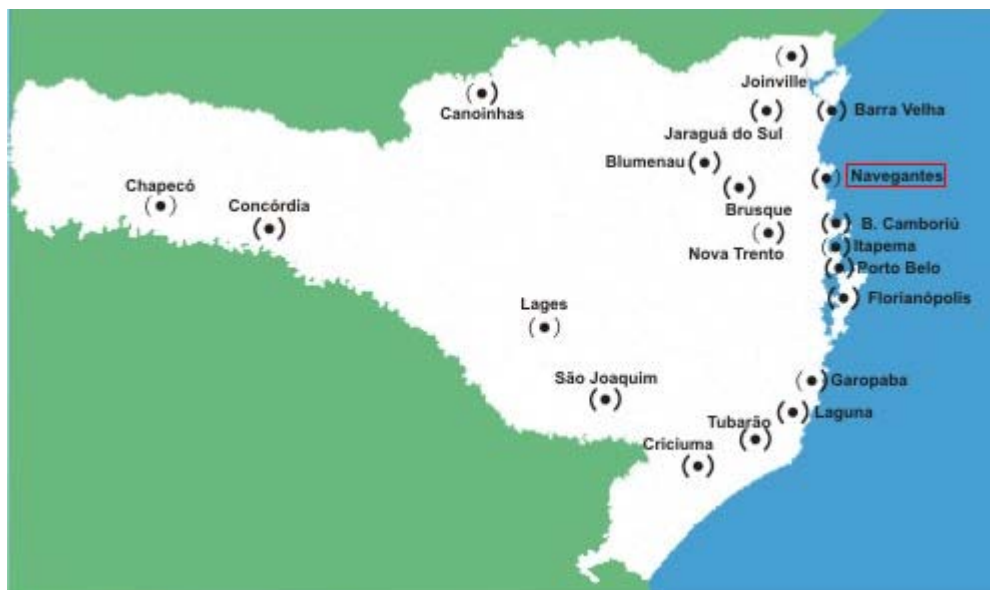 Joinville
Canoinhas
Barra Velha
Jaraguá do Sul
Blumenau
Navegantes
Chapecó
Concórdia
Brusque
B. Camboriú
Nova Trento
Itapema
Porto Belo
Florianópolis
Lages
São Joaquim
Garopaba
Laguna
Tubarão
Criciuma